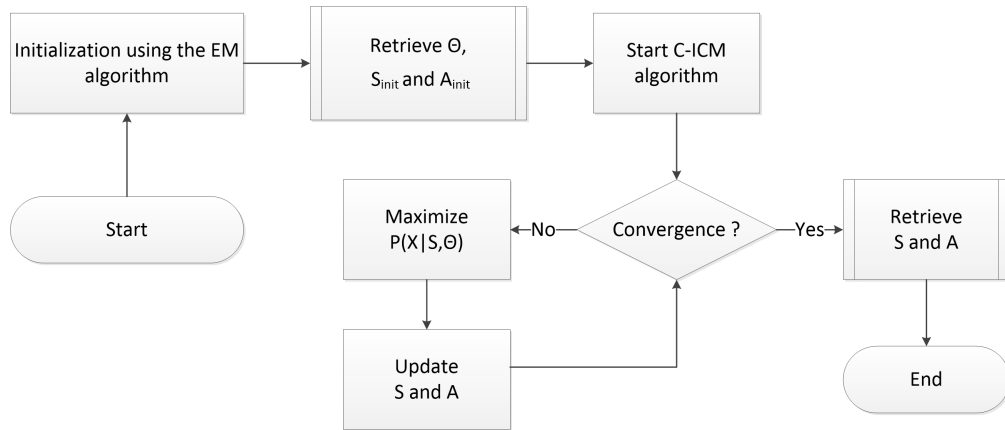 Initialization using the EM
algorithm
Retrieve Θ,
Sinit and Ainit
Start C-ICM
algorithm
Start
Maximize
P(X|S,Θ)
No
Convergence ?
Yes
Retrieve
S and A
Update
S and A
End